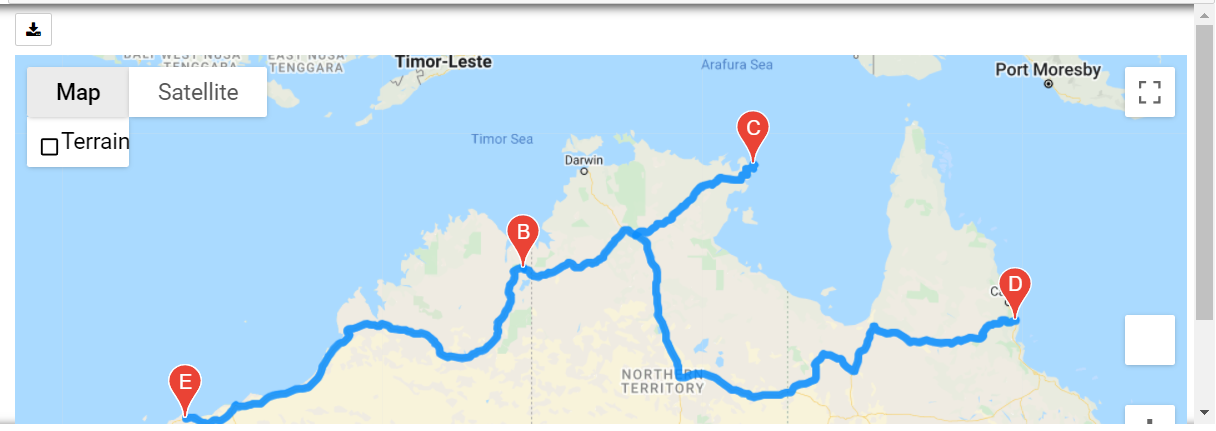 BALI WEST NUSA
TENGGARA
EAST NUSA
TENGGARA
Timor-Leste
Arafura Sea
Port Moresby
Map
Satellite
Terrain
Timor Sea
Darwin
C
B
D
E
NORTHERN
TERRITORY